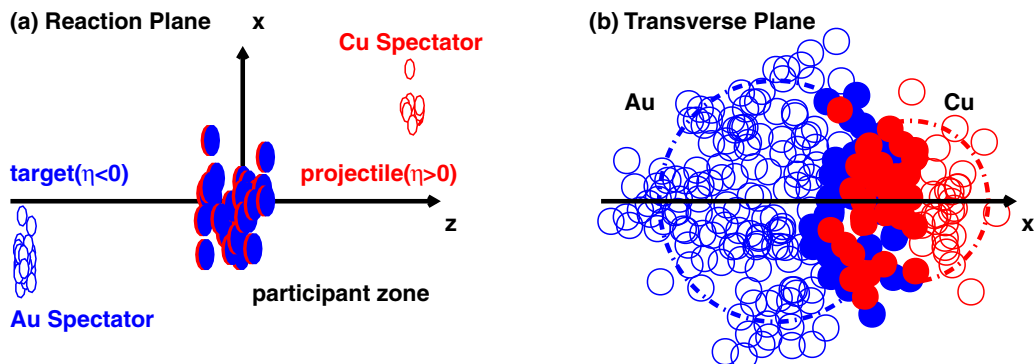 (a) Reaction Plane
x
Cu Spectator
target(η<0)
projectile(η>0)
z
participant zone
Au Spectator
(b) Transverse Plane
Au
Cu
x